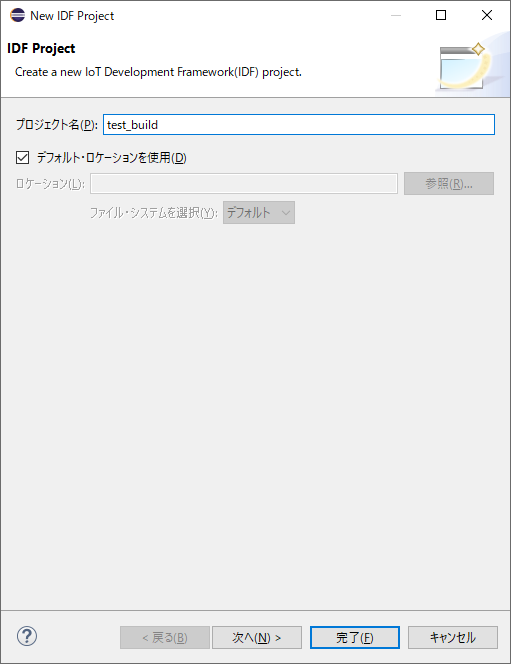 New IDF Project
IDF Project
Create a new IoT Development Framework(IDF) project.
プロジェクト名(P): test_build
デフォルト・ロケーションを使用(D)
ロケーション(L): 参照(R)...
ファイル・システムを選択(Y): デフォルト
? < 戻る(B) 次へ(N) > 完了(F) キャンセル